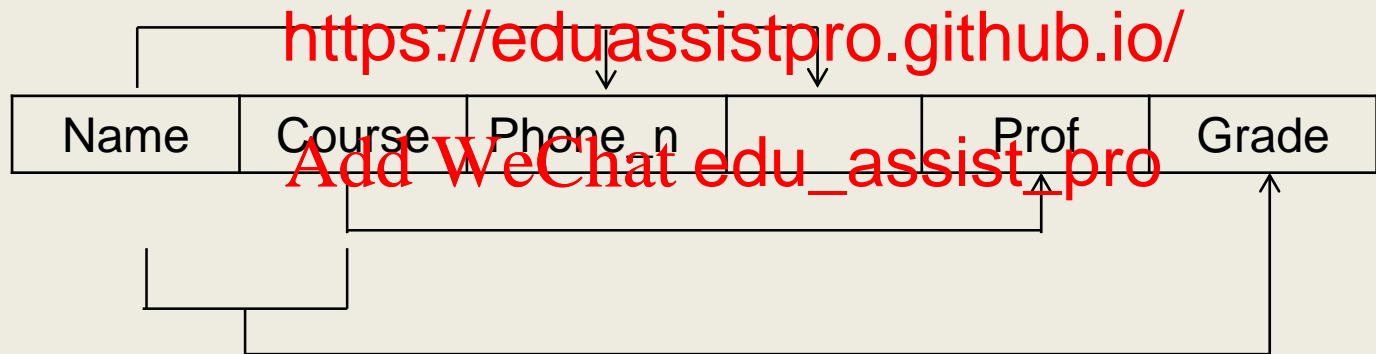 https://eduassistpro.github.io/
Name Course Phone_n Prof Grade
Add WeChat edu_assist_pro